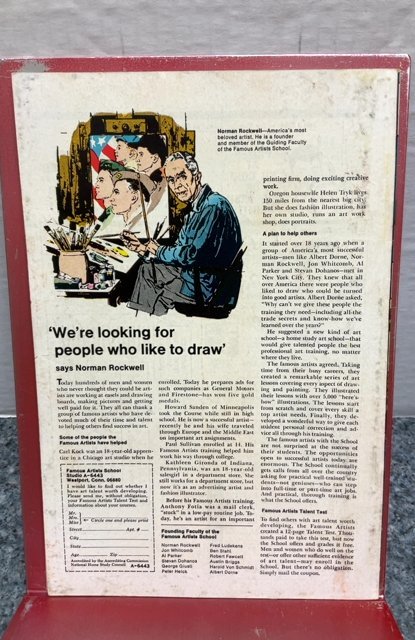 Norman Rockwell—America's most
beloved artist. He is a founder
and member of the Guiding Faculty
of the Famous Artists School.
'We're looking for
people who like to draw'
says Norman Rockwell
Today hundreds of men and women
who never thought they could be art-
ists are working at easels and drawing
boards, making pictures and getting
well paid for it. They all can thank a
group of famous artists who have de-
voted much of their time and talent
to helping others find success in art.
Some of the people the
Famous Artists have helped
Carl Kock was an 18-year-old appren-
tice in a Chicago art studio when he
Famous Artists School
Studio A-6443
Westport, Conn. 06880
I would like to find out whether I
have art talent worth developing.
Please send me, without obligation,
your Famous Artists Talent Test and
information about your courses.
Mr.
Mrs.
Miss Circle one and please print
Street Apt. #
City
State
Age Zip
Accredited by the Accrediting Commission
National Home Study Council A-6443
enrolled. Today he prepares ads for
such companies as General Motors
and Firestone—has won five gold
medals.
Howard Sanders of Minneapolis
took the Course while still in high
school. He is now a successful artist—
recently he and his wife traveled
through Europe and the Middle East
on important art assignments.
Paul Sullivan enrolled at 14. His
Famous Artists training helped him
work his way through college.
Kathleen Gironda of Indiana,
Pennsylvania, was an 18-year-old
salesgirl in a department store. She
still works for a department store, but
now it's as an advertising artist and
fashion illustrator.
Before his Famous Artists training,
Anthony Fotia was a mail clerk,
"stuck" in a low-pay routine job. To-
day, he's an artist for an important
Founding Faculty of the
Famous Artists School
Norman Rockwell
Jon Whitcomb
Al Parker
Stevan Dohanos
George Giusti
Peter Helck
Fred Ludekens
Ben Stahl
Robert Fawcett
Austin Briggs
Harold Von Schmidt
Albert Dorne
printing firm, doing exciting creative
work.
Oregon housewife Helen Tryk lives
150 miles from the nearest big city.
But she does fashion illustration, has
her own studio, runs an art work
shop, does portraits.
A plan to help others
It started over 18 years ago when a
group of America's most successful
artists—men like Albert Dorne, Nor-
man Rockwell, Jon Whitcomb, Al
Parker and Stevan Dohanos—met in
New York City. They knew that all
over America there were people who
liked to draw who could be turned
into good artists. Albert Dorne asked,
"Why can't we give these people the
training they need—including all the
trade secrets and know-how we've
learned over the years?"
He suggested a new kind of art
school—a home study art school—that
would give talented people the best
professional art training, no matter
where they live.
The famous artists agreed. Taking
time from their busy careers, they
created a remarkable set of art
lessons covering every aspect of draw-
ing and painting. They illustrated
their lessons with over 5,000 "here's-
how" illustrations. The lessons start
from scratch and cover every skill a
top artist needs. Finally, they de-
veloped a wonderful way to give each
student personal correction and ad-
vice all through his training.
The famous artists with the School
are not surprised at the success of
their students. The opportunities
open to successful artists today are
enormous. The School continually
gets calls from all over the country
asking for practical well-trained stu-
dents—not geniuses—who can step
into full-time or part-time art jobs.
And practical, thorough training is
what the School offers.
Famous Artists Talent Test
To find others with art talent worth
developing, the Famous Artists
created a 12-page Talent Test. Thou-
sands paid to take this test, but now
the School offers and grades it free.
Men and women who do well on the
test—or offer other sufficient evidence
of art talent—may enroll in the
School. But there's no obligation.
Simply mail the coupon.